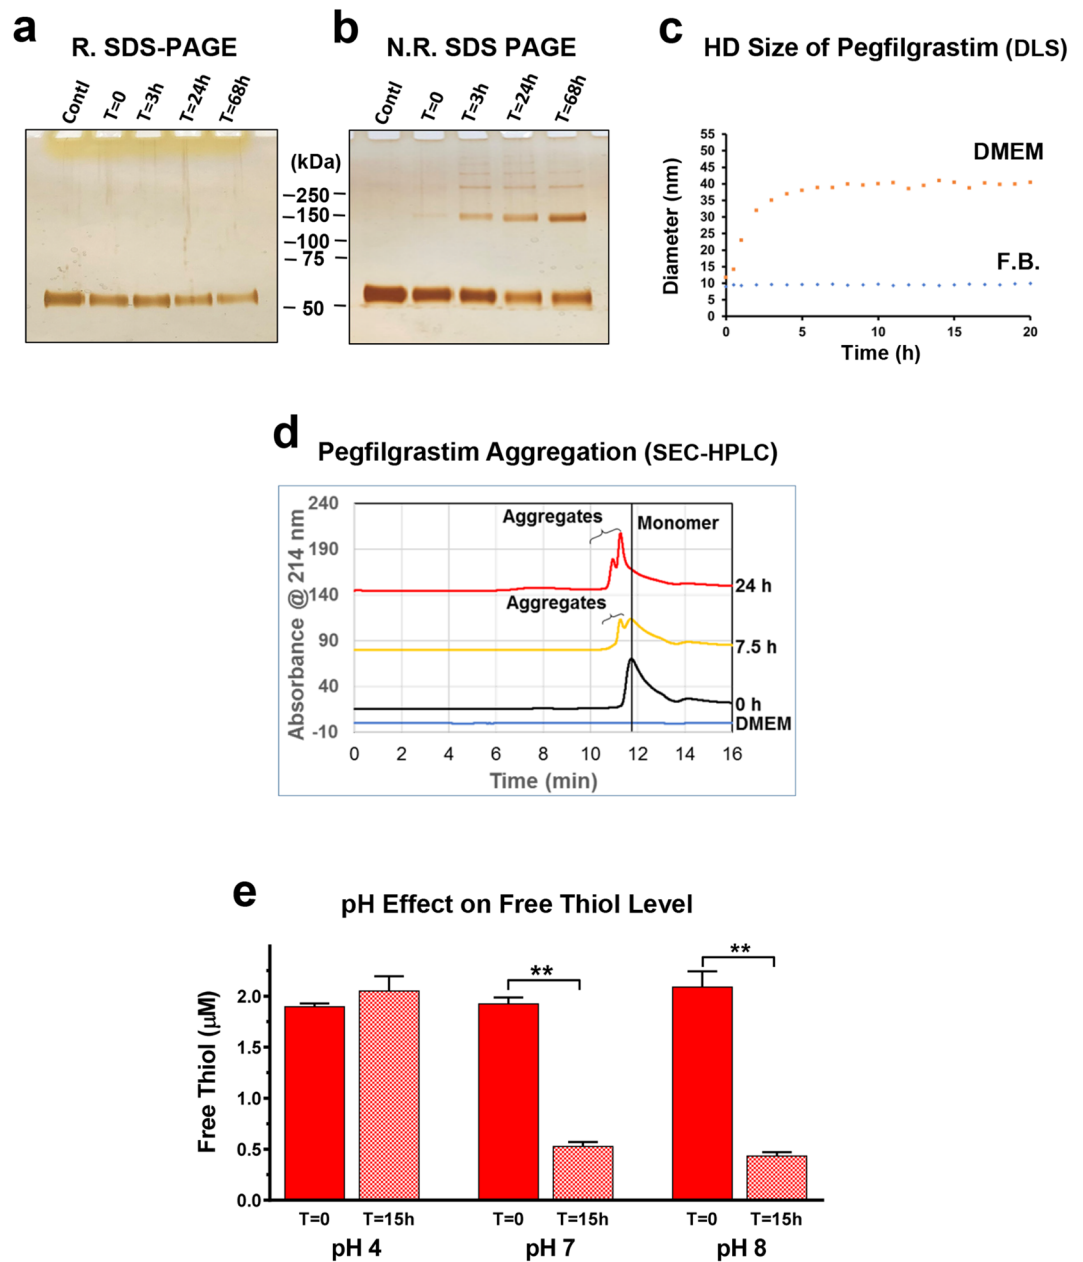 a
R. SDS-PAGE
Contl
T=0
T=3h
T=24h
T=68h
b
N.R. SDS PAGE
Contl
T=0
T=3h
T=24h
T=68h
(kDa)
250
150
100
75
50
c
HD Size of Pegfilgrastim (DLS)
Diameter (nm)
55
50
45
40
35
30
25
20
15
10
5
0
DMEM
F.B.
0 5 10 15 20
Time (h)
d
Pegfilgrastim Aggregation (SEC-HPLC)
Absorbance @ 214 nm
240
190
140
90
40
-10
Aggregates
Monomer
24 h
Aggregates
7.5 h
0 h
DMEM
0 2 4 6 8 10 12 14 16
Time (min)
e
pH Effect on Free Thiol Level
Free Thiol (μM)
2.0
1.5
1.0
0.5
0.0
**
**
T=0 T=15h T=0 T=15h T=0 T=15h
pH 4 pH 7 pH 8